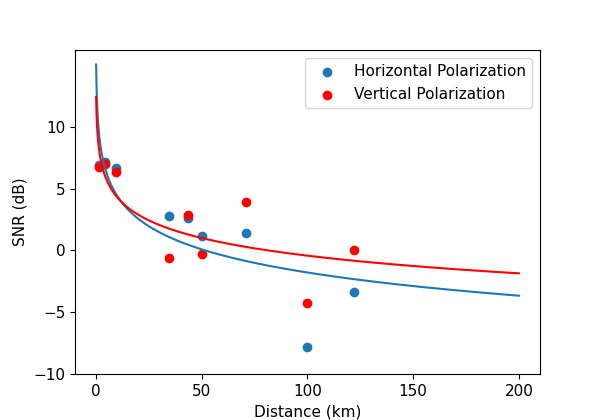 Horizontal Polarization
Vertical Polarization
10
5
0
−5
−10
SNR (dB)
0
50
100
150
200
Distance (km)